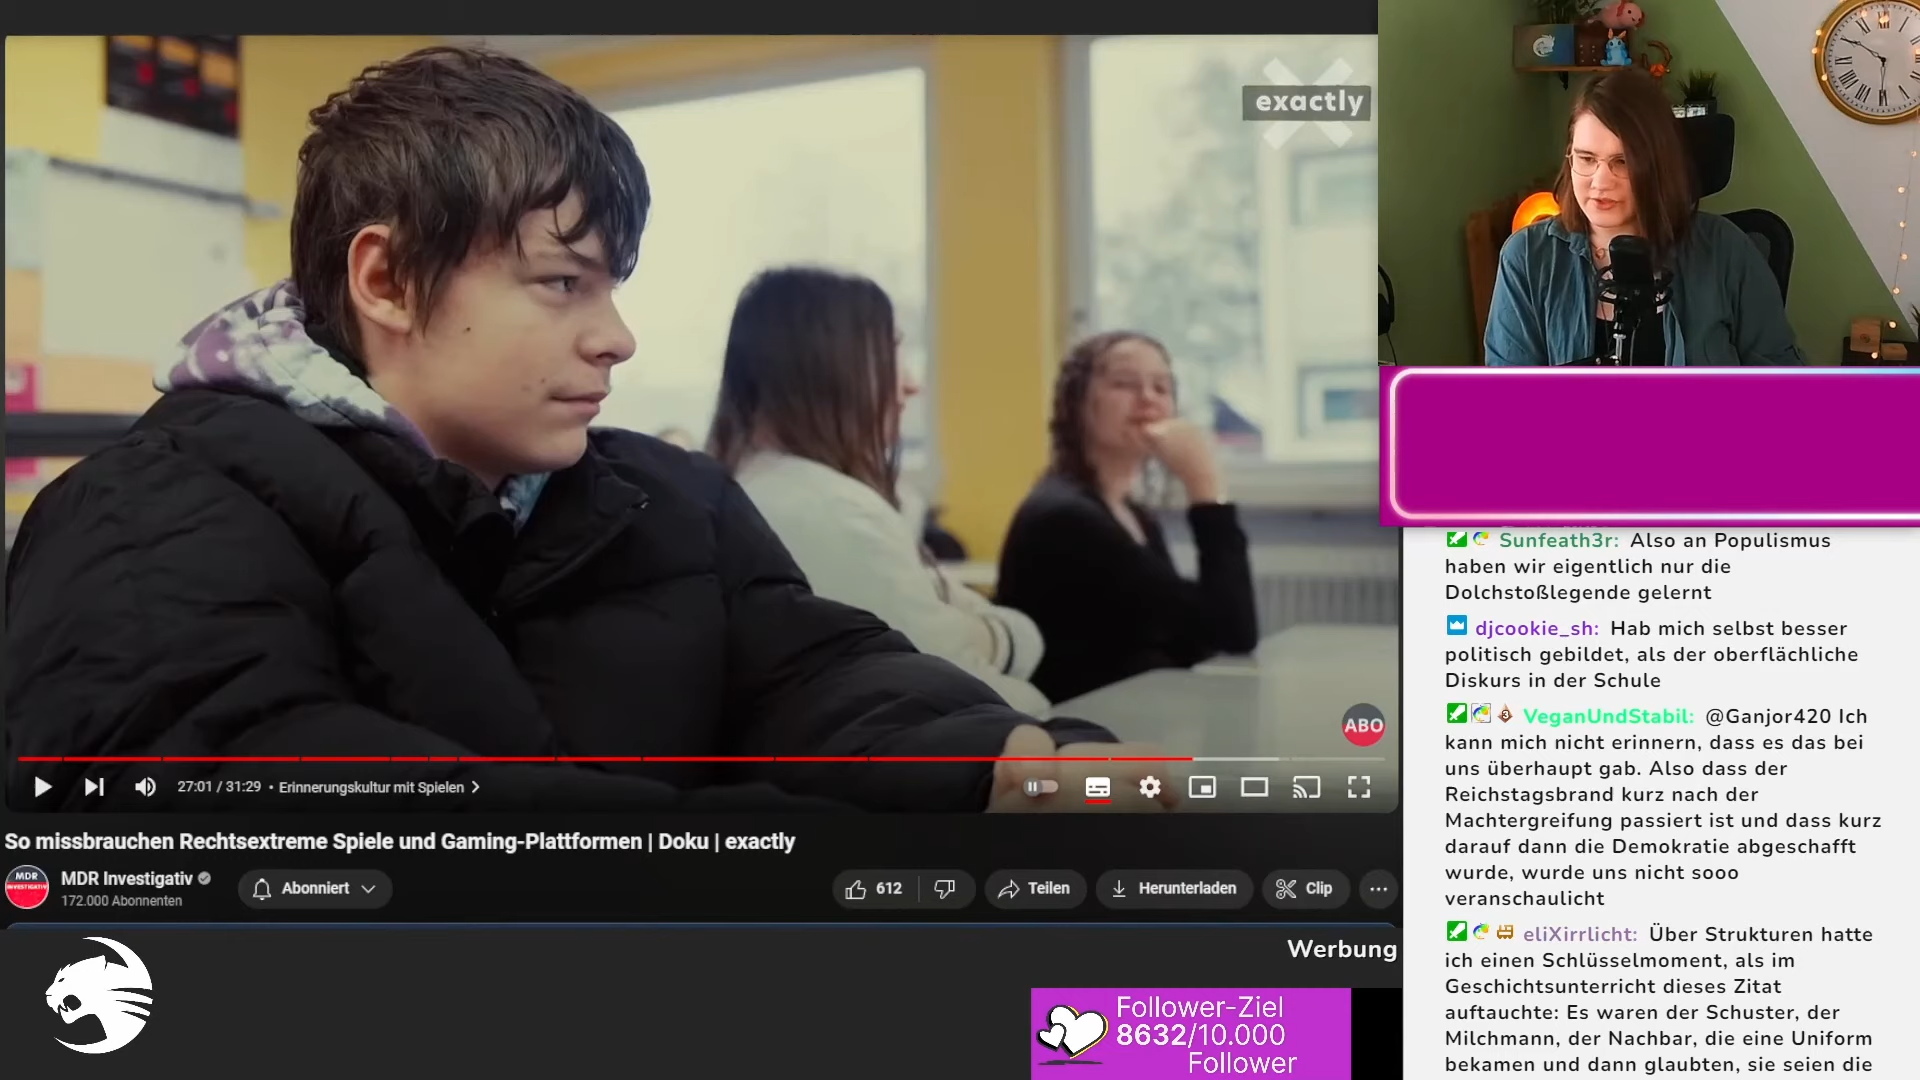 exactly
ABO
27:01 / 31:29 • Erinnerungskultur mit Spielen
So missbrauchen Rechtsextreme Spiele und Gaming-Plattformen | Doku | exactly
MDR
INVESTIGATIV
MDR Investigativ
172.000 Abonnenten
Abonniert
612
Teilen
Herunterladen
Clip
Werbung
Follower-Ziel
8632/10.000
Follower
Sunfeath3r: Also an Populismus
haben wir eigentlich nur die
Dolchstoßlegende gelernt
djcookie_sh: Hab mich selbst besser
politisch gebildet, als der oberflächliche
Diskurs in der Schule
VeganUndStabil: @Ganjor420 Ich
kann mich nicht erinnern, dass es das bei
uns überhaupt gab. Also dass der
Reichstagsbrand kurz nach der
Machtergreifung passiert ist und dass kurz
darauf dann die Demokratie abgeschafft
wurde, wurde uns nicht sooo
veranschaulicht
eliXirrlicht: Über Strukturen hatte
ich einen Schlüsselmoment, als im
Geschichtsunterricht dieses Zitat
auftauchte: Es waren der Schuster, der
Milchmann, der Nachbar, die eine Uniform
bekamen und dann glaubten, sie seien die